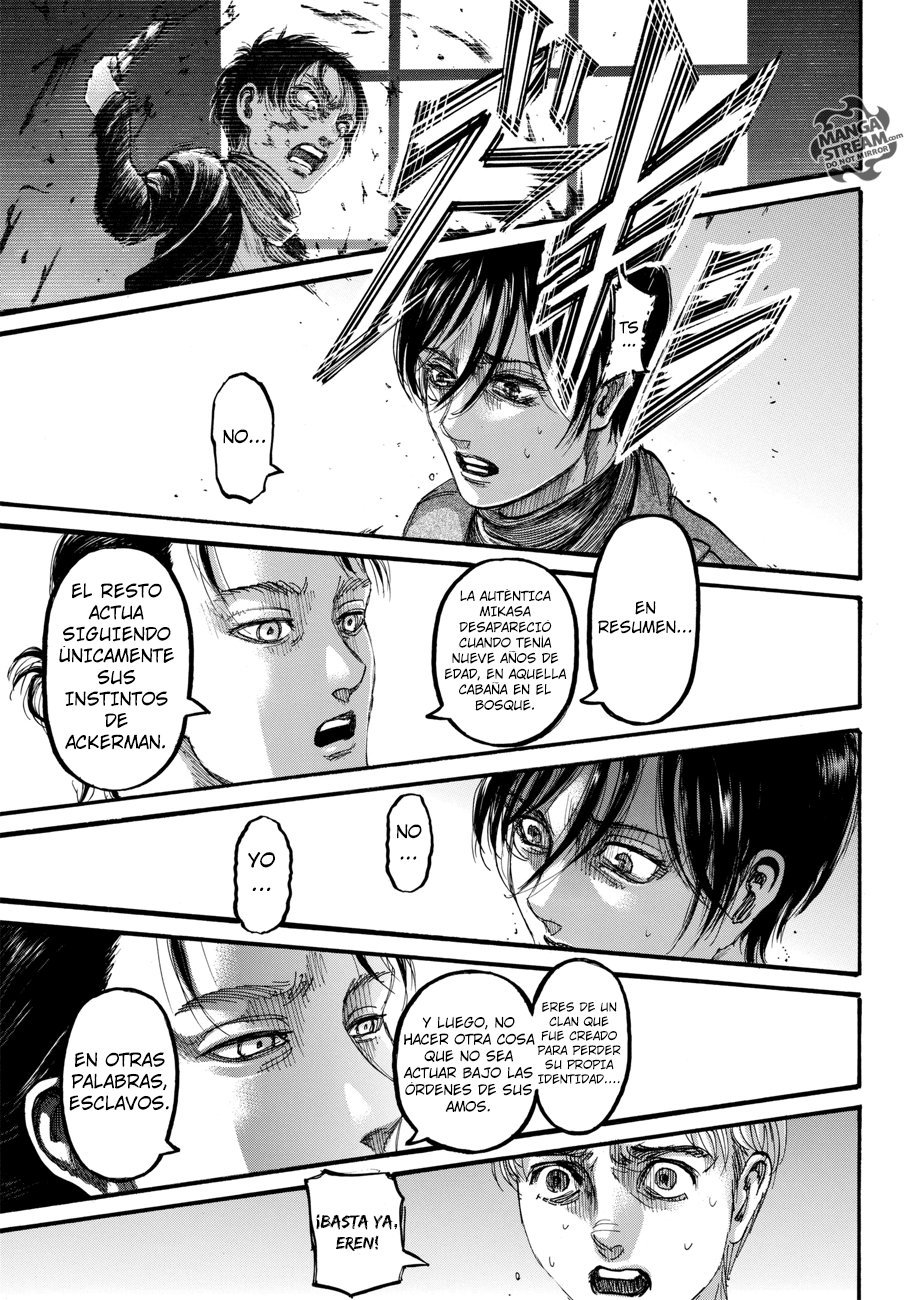 MANGA
STREAM.com
DO NOT MIRROR
TS
...
NO...
EN
RESUMEN...
LA AUTÉNTICA
MIKASA
DESAPARECIÓ
CUANDO TENÍA
NUEVE AÑOS DE
EDAD, EN AQUELLA
CABAÑA EN EL
BOSQUE.
EL RESTO
ACTUA
SIGUIENDO
ÚNICAMENTE
SUS
INSTINTOS
DE
ACKERMAN.
NO
...
YO
...
ERES DE UN
CLAN QUE
FUE CREADO
PARA PERDER
SU PROPIA
IDENTIDAD....
Y LUEGO, NO
HACER OTRA COSA
QUE NO SEA
ACTUAR BAJO LAS
ÓRDENES DE SUS
AMOS.
EN OTRAS
PALABRAS,
ESCLAVOS.
¡BASTA YA,
EREN!